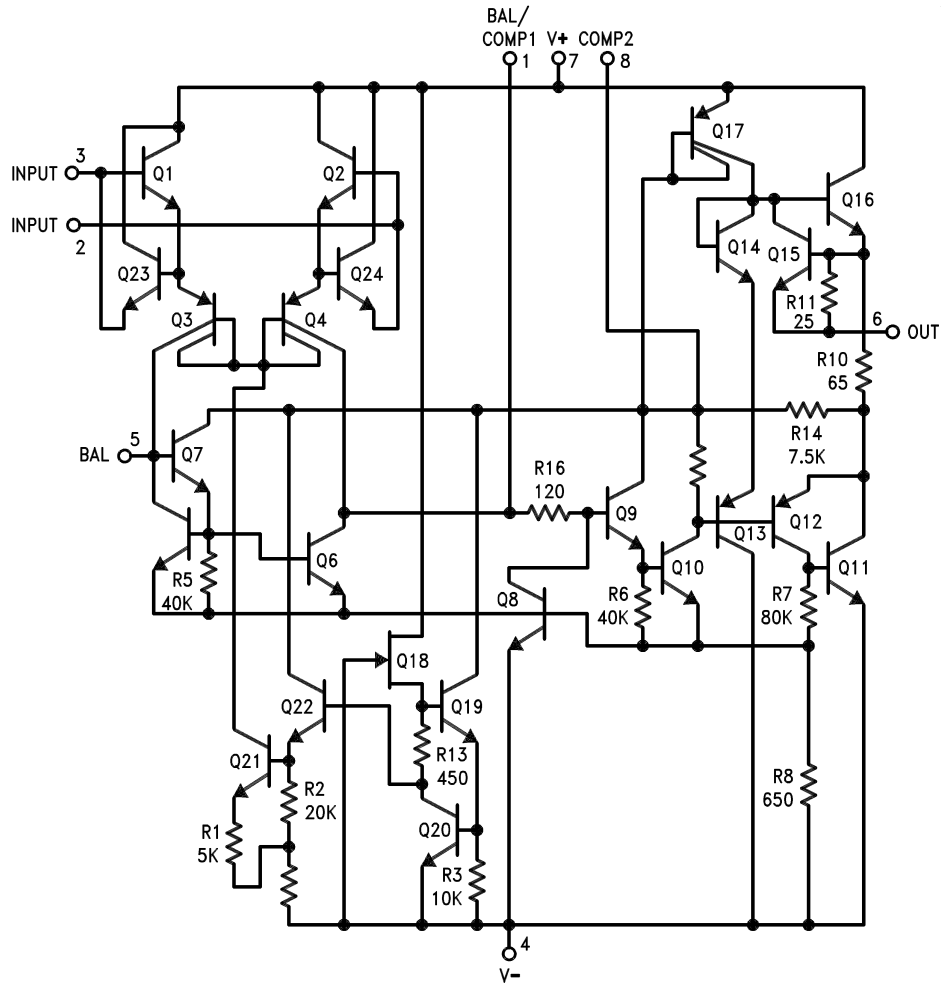 BAL/
COMP1 V+ COMP2
1 7 8
Q17
INPUT 3 Q1 Q2
Q16
INPUT 2
Q14 Q15
Q23 Q24
R11
25
Q3 Q4
6 OUT
R10
65
R14
7.5K
BAL 5 Q7
R16
120
Q9 Q13 Q12
Q6 Q10 Q11
R5
40K
Q8
R6
40K
R7
80K
Q18
Q22 Q19
R13
450
Q21
R2
20K
R8
650
Q20
R1
5K
R3
10K
4
V-